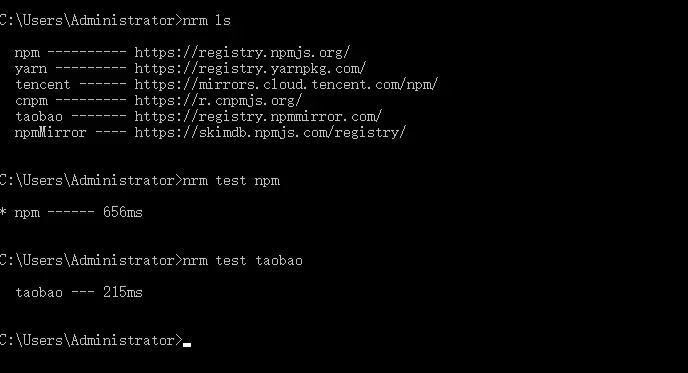 C:\Users\Administrator>nrm ls
npm ---------- https://registry.npmjs.org/
yarn --------- https://registry.yarnpkg.com/
tencent ------ https://mirrors.cloud.tencent.com/npm/
cnpm --------- https://r.cnpmjs.org/
taobao ------- https://registry.npmmirror.com/
npmMirror ---- https://skimdb.npmjs.com/registry/
C:\Users\Administrator>nrm test npm
* npm ------ 656ms
C:\Users\Administrator>nrm test taobao
taobao --- 215ms
C:\Users\Administrator>